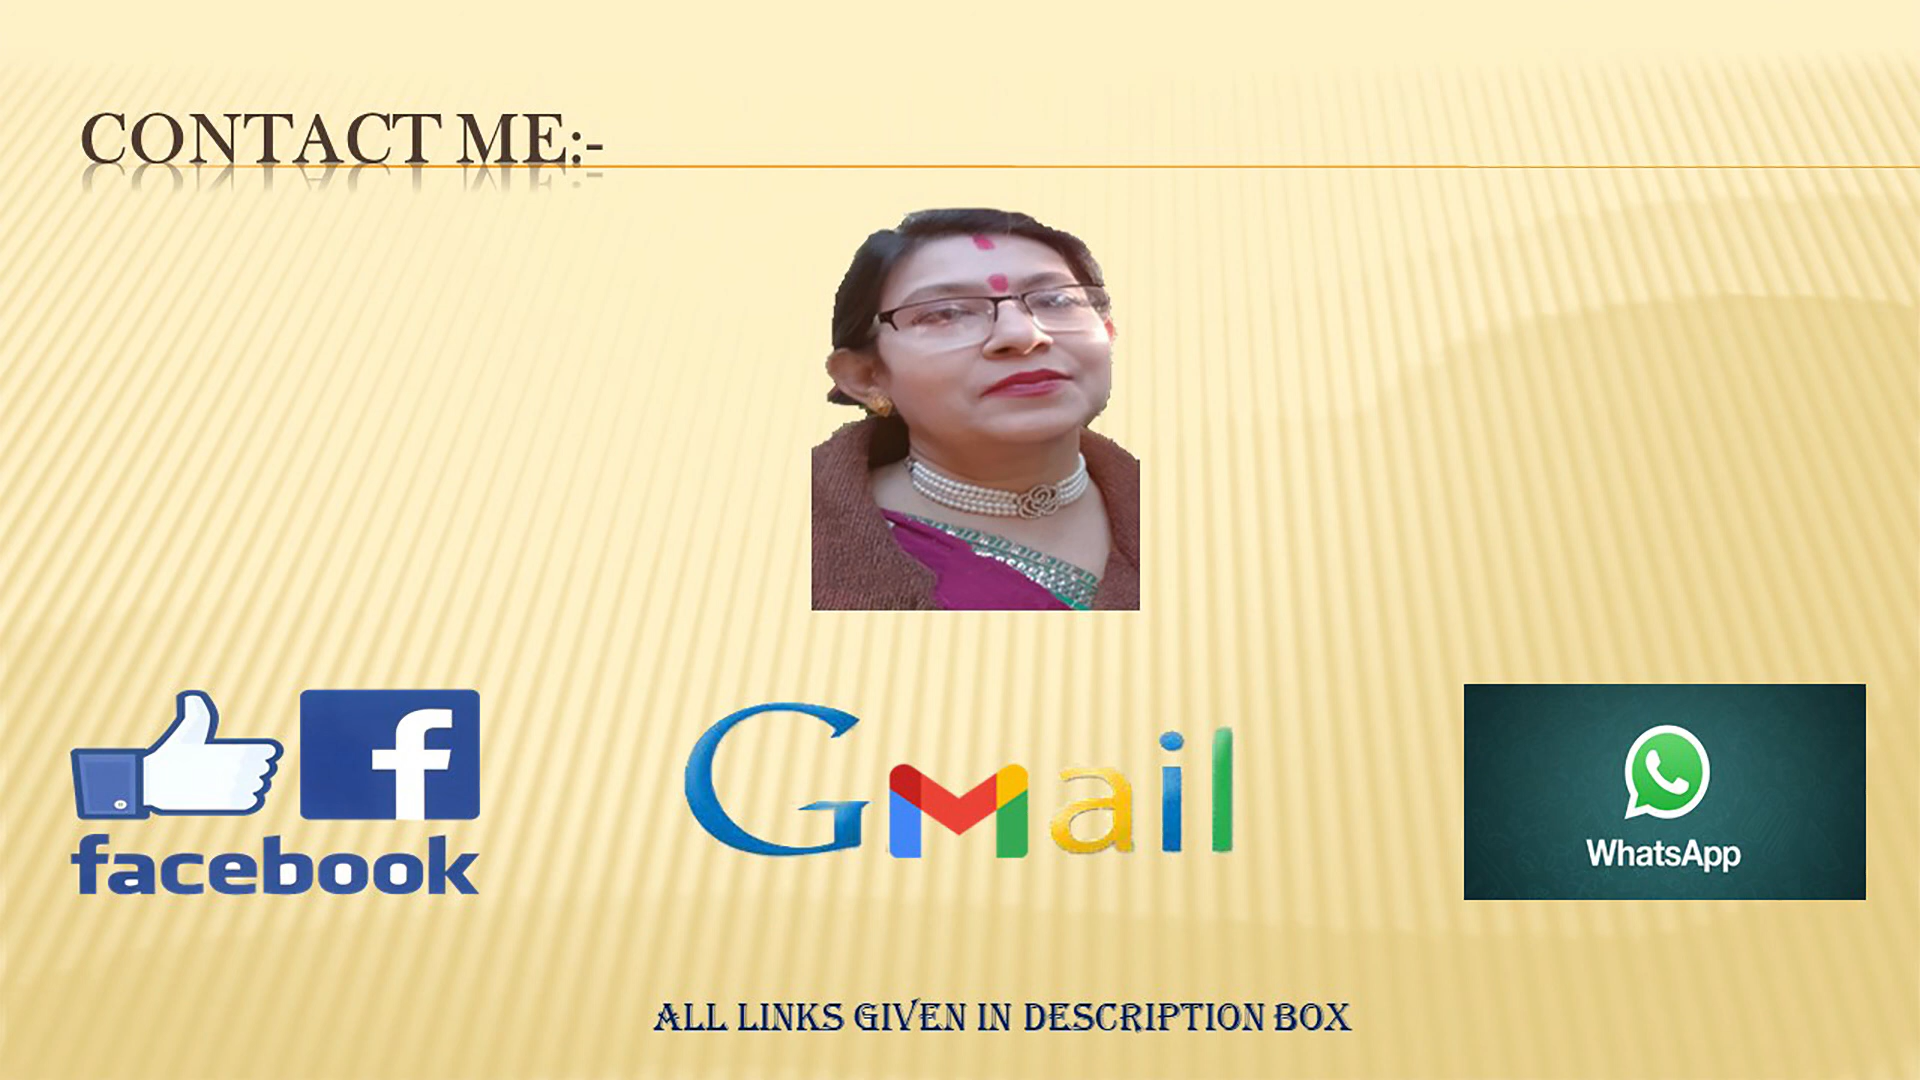 CONTACT ME:-
facebook
GMail
WhatsApp
ALL LINKS GIVEN IN DESCRIPTION BOX